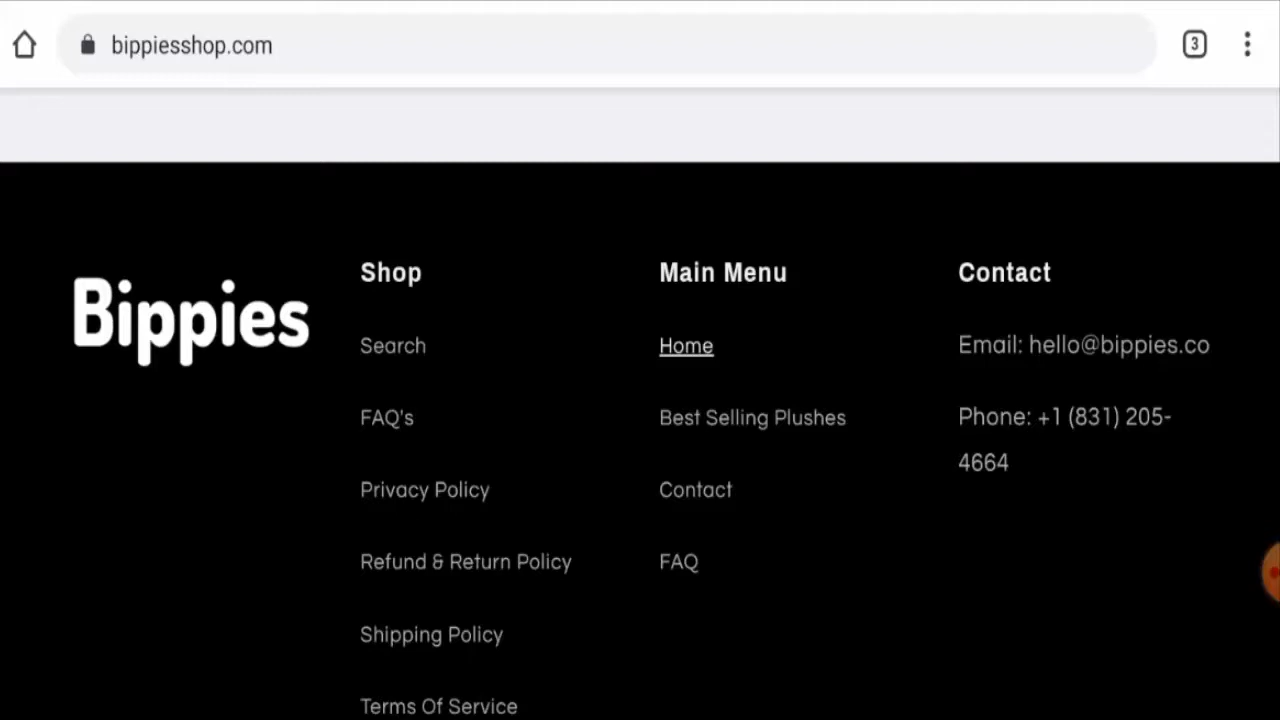 bippiesshop.com
3
Bippies
Shop
Search
FAQ's
Privacy Policy
Refund & Return Policy
Shipping Policy
Terms Of Service
Main Menu
Home
Best Selling Plushes
Contact
FAQ
Contact
Email: hello@bippies.co
Phone: +1 (831) 205-
4664